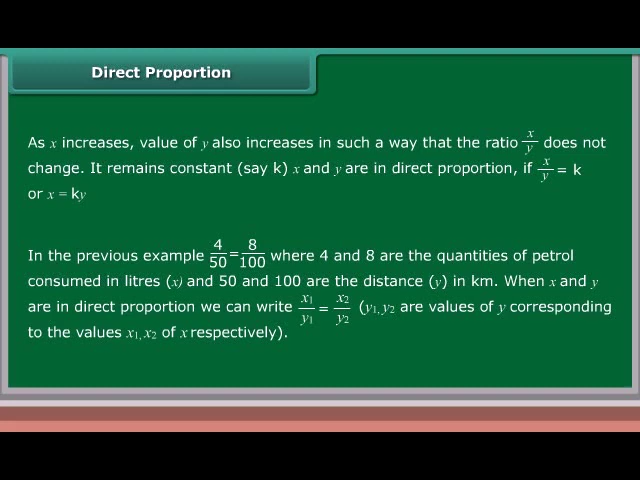 Direct Proportion
As x increases, value of y also increases in such a way that the ratio x/y does not
change. It remains constant (say k) x and y are in direct proportion, if x/y = k
or x = ky
In the previous example 4/50 = 8/100 where 4 and 8 are the quantities of petrol
consumed in litres (x) and 50 and 100 are the distance (y) in km. When x and y
are in direct proportion we can write x₁/y₁ = x₂/y₂ (y₁, y₂ are values of y corresponding
to the values x₁, x₂ of x respectively).